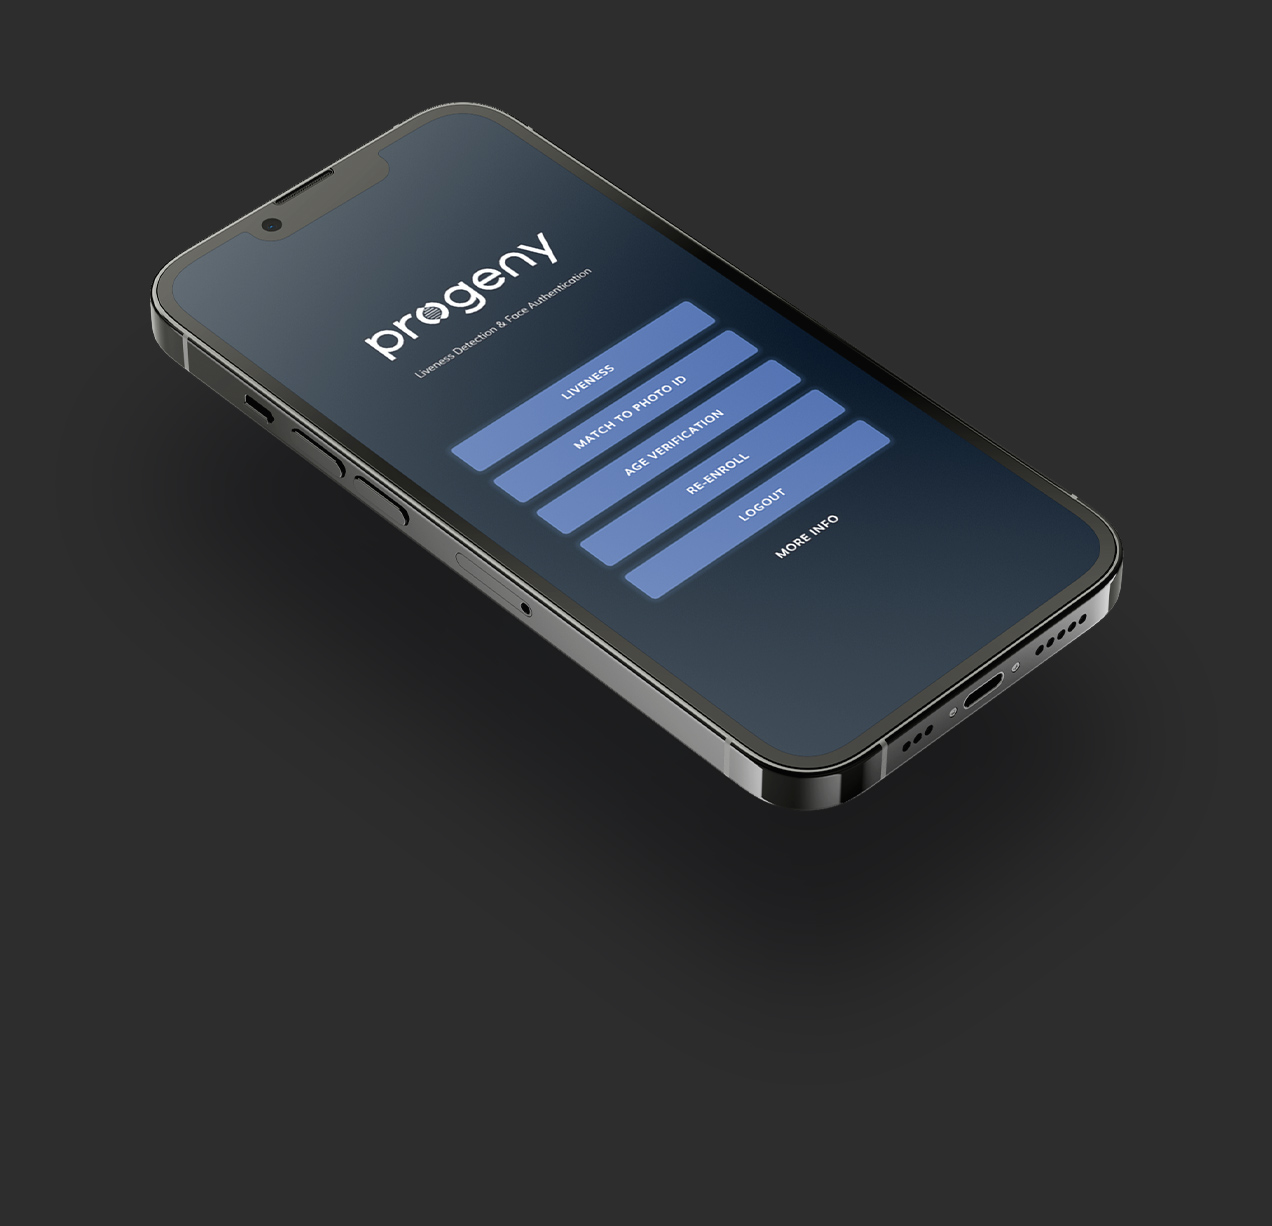 progeny
Liveness Detection & Face Authentication
LIVENESS
MATCH TO PHOTO ID
AGE VERIFICATION
RE-ENROLL
LOGOUT
MORE INFO